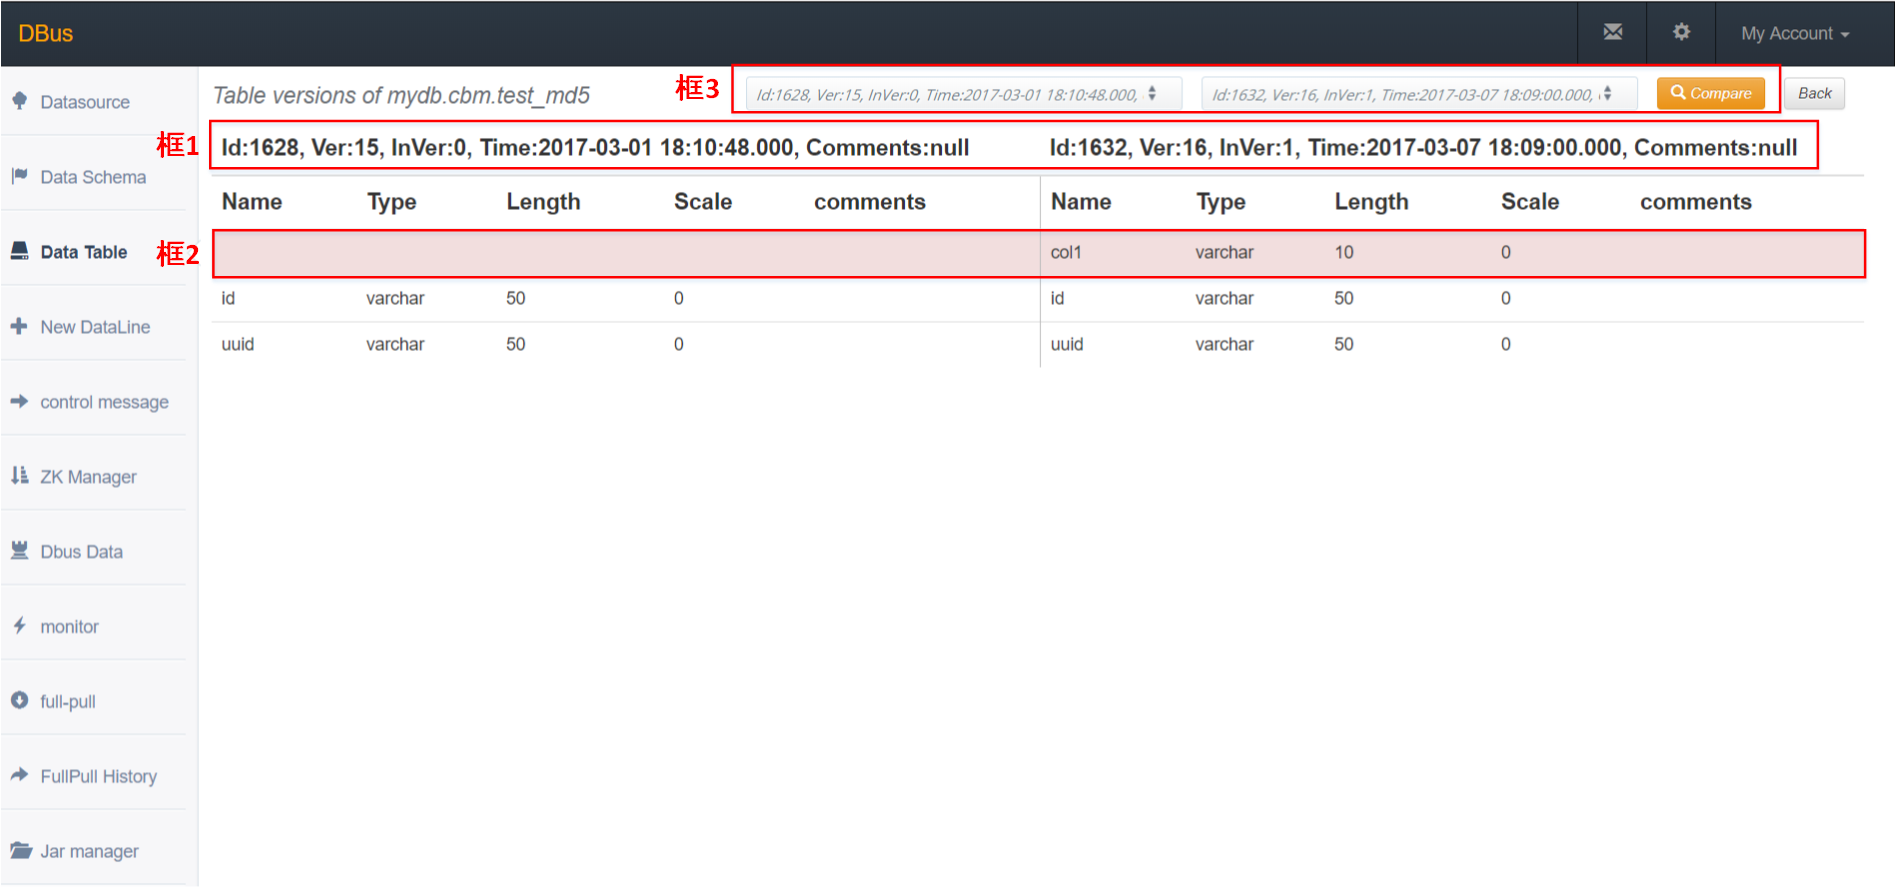 DBus
My Account
Datasource
Data Schema
Data Table
New DataLine
control message
ZK Manager
Dbus Data
monitor
full-pull
FullPull History
Jar manager
Table versions of mydb.cbm.test_md5
框3
Id:1628, Ver:15, InVer:0, Time:2017-03-01 18:10:48.000,
Id:1632, Ver:16, InVer:1, Time:2017-03-07 18:09:00.000,
Compare
Back
框1
Id:1628, Ver:15, InVer:0, Time:2017-03-01 18:10:48.000, Comments:null
Id:1632, Ver:16, InVer:1, Time:2017-03-07 18:09:00.000, Comments:null
Name Type Length Scale comments Name Type Length Scale comments
框2
col1 varchar 10 0
id varchar 50 0 id varchar 50 0
uuid varchar 50 0 uuid varchar 50 0